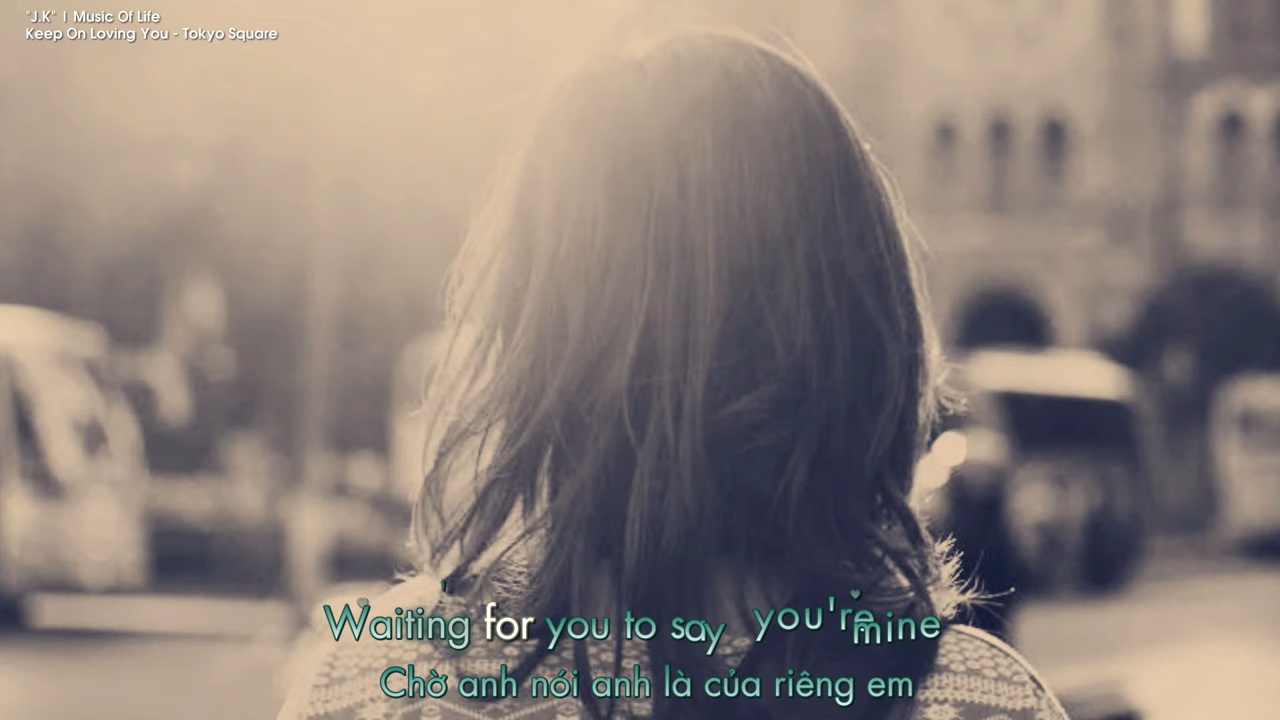 "J.K" | Music Of Life
Keep On Loving You - Tokyo Square
Waiting for you to say you're mine
Chờ anh nói anh là của riêng em